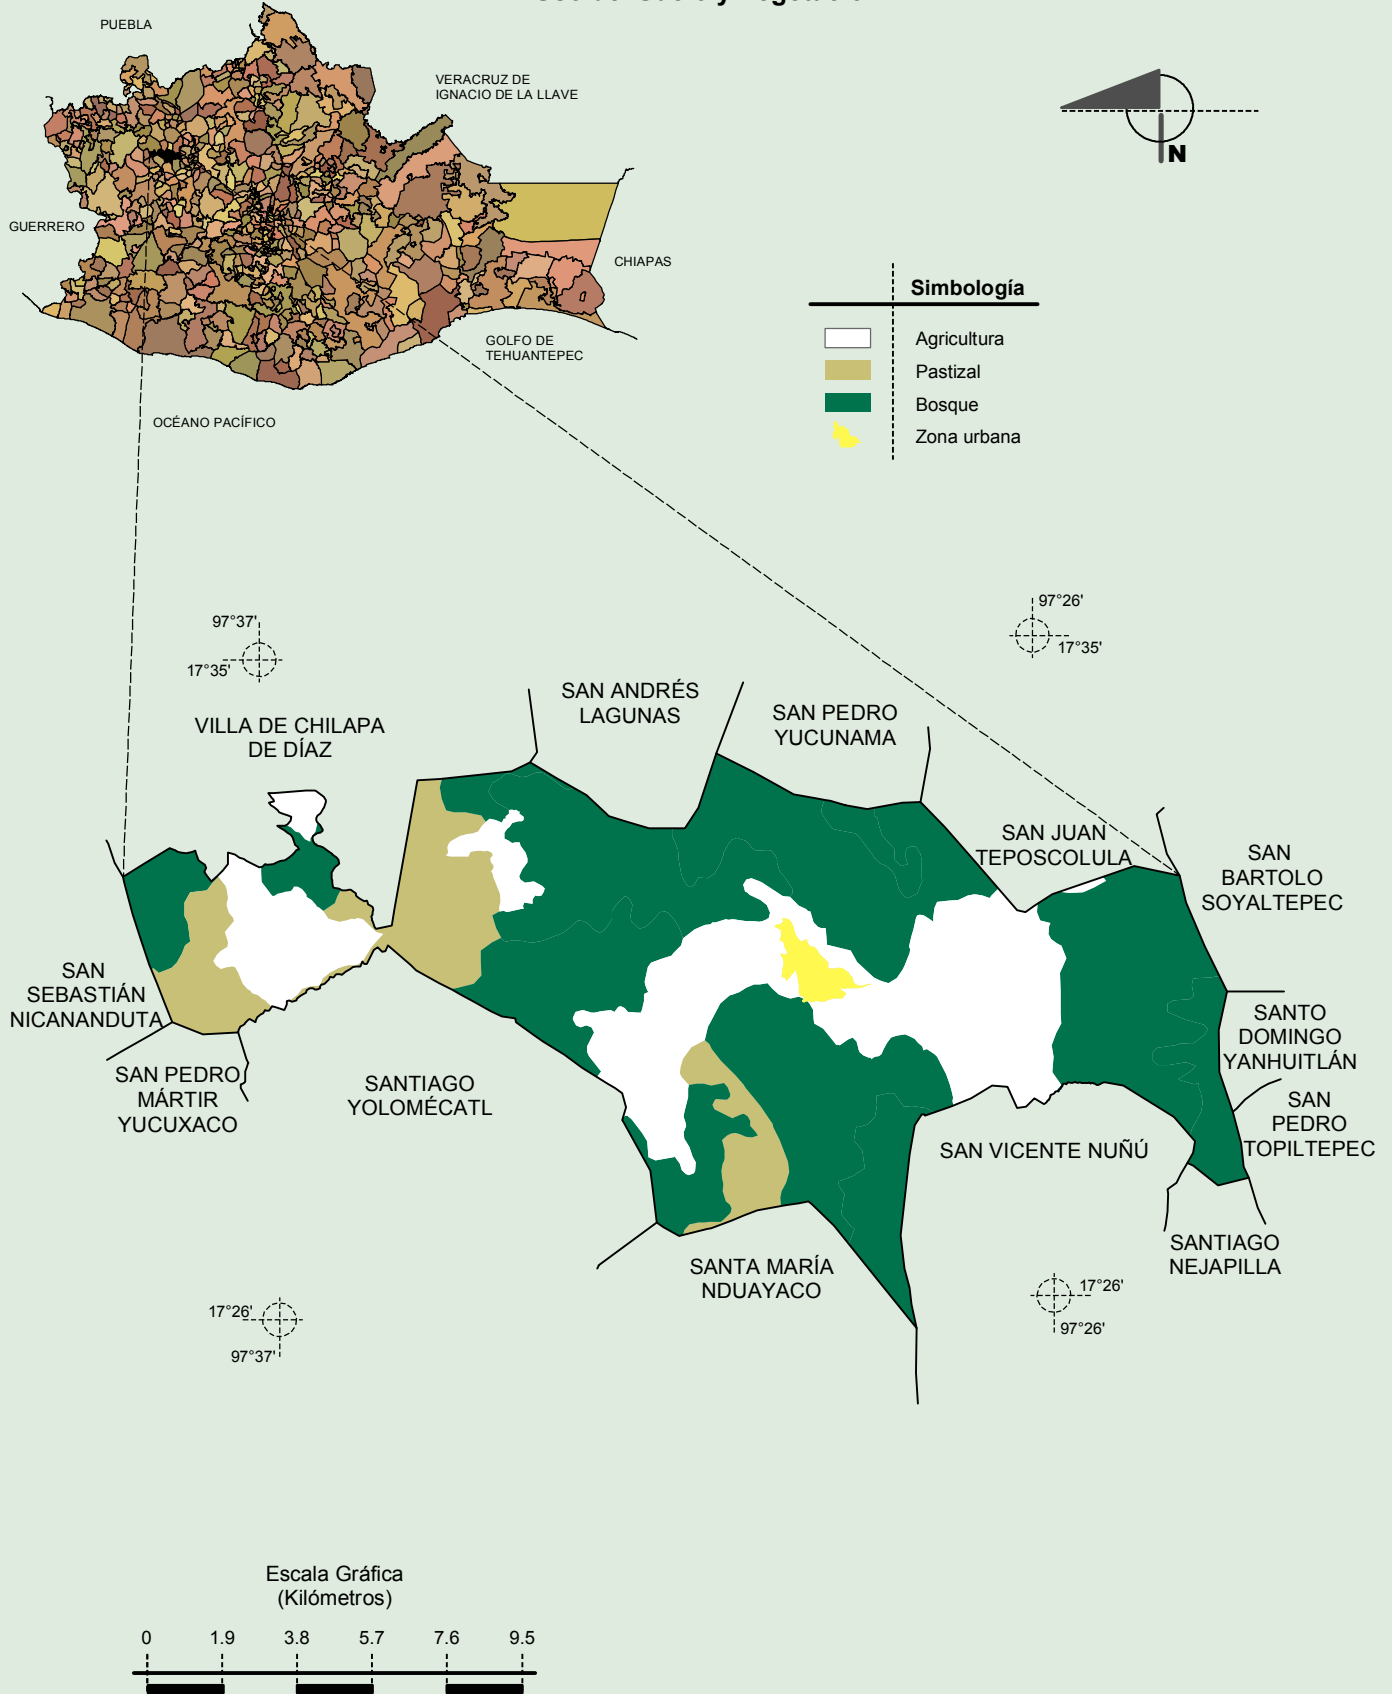 PUEBLA
VERACRUZ DE
IGNACIO DE LA LLAVE
N
GUERRERO
CHIAPAS
GOLFO DE
TEHUANTEPEC
OCÉANO PACÍFICO
Simbología
Agricultura
Pastizal
Bosque
Zona urbana
97°37'
17°35'
97°26'
17°35'
VILLA DE CHILAPA
DE DÍAZ
SAN ANDRÉS
LAGUNAS
SAN PEDRO
YUCUNAMA
SAN JUAN
TEPOSCOLULA
SAN
BARTOLO
SOYALTEPEC
SAN
SEBASTIÁN
NICANANDUTA
SANTO
DOMINGO
YANHUITLÁN
SAN PEDRO
MÁRTIR
YUCUXACO
SANTIAGO
YOLOMÉCATL
SAN VICENTE NUÑÚ
SAN
PEDRO
TOPILTEPEC
SANTA MARÍA
NDUAYACO
SANTIAGO
NEJAPILLA
17°26'
97°37'
17°26'
97°26'
Escala Gráfica
(Kilómetros)
0 1.9 3.8 5.7 7.6 9.5